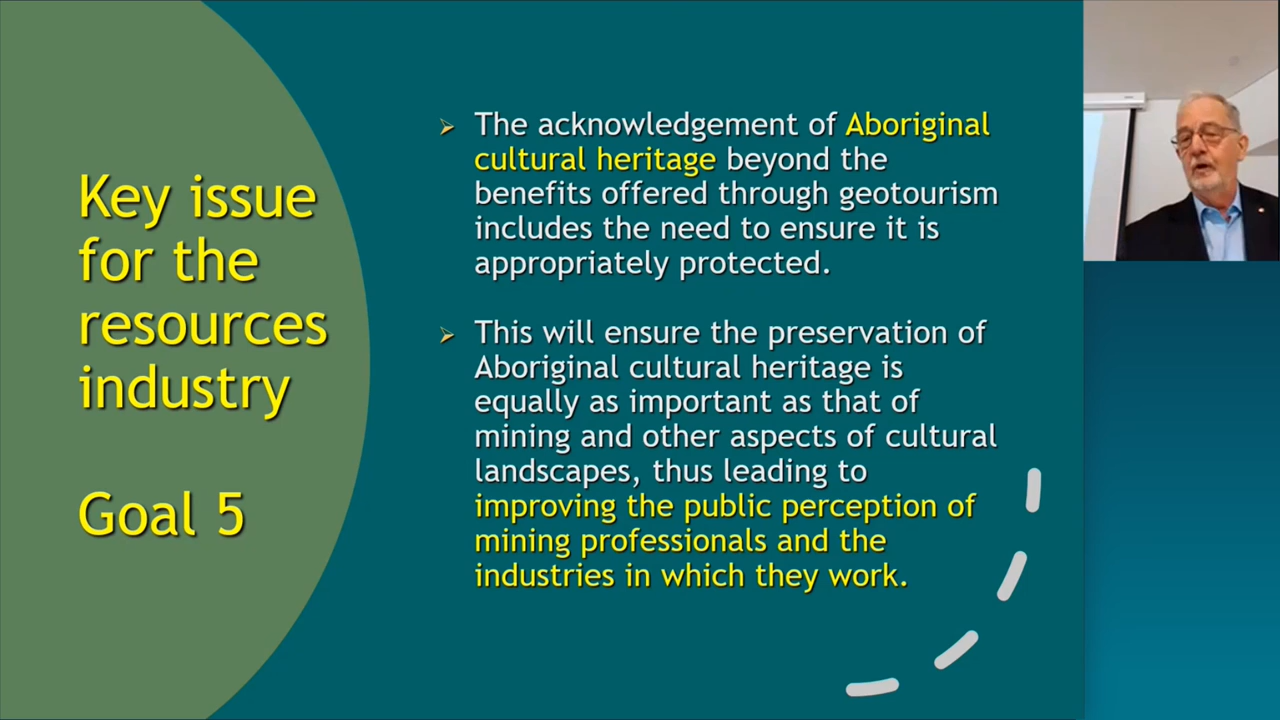 Key issue
for the
resources
industry
Goal 5
The acknowledgement of Aboriginal
cultural heritage beyond the
benefits offered through geotourism
includes the need to ensure it is
appropriately protected.
This will ensure the preservation of
Aboriginal cultural heritage is
equally as important as that of
mining and other aspects of cultural
landscapes, thus leading to
improving the public perception of
mining professionals and the
industries in which they work.